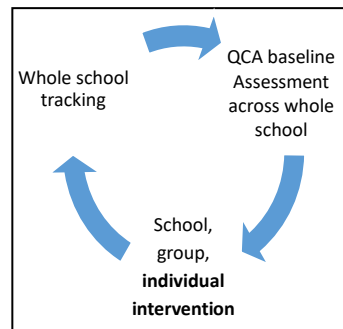 Whole school
tracking
QCA baseline
Assessment
across whole
school
School,
group,
individual
intervention